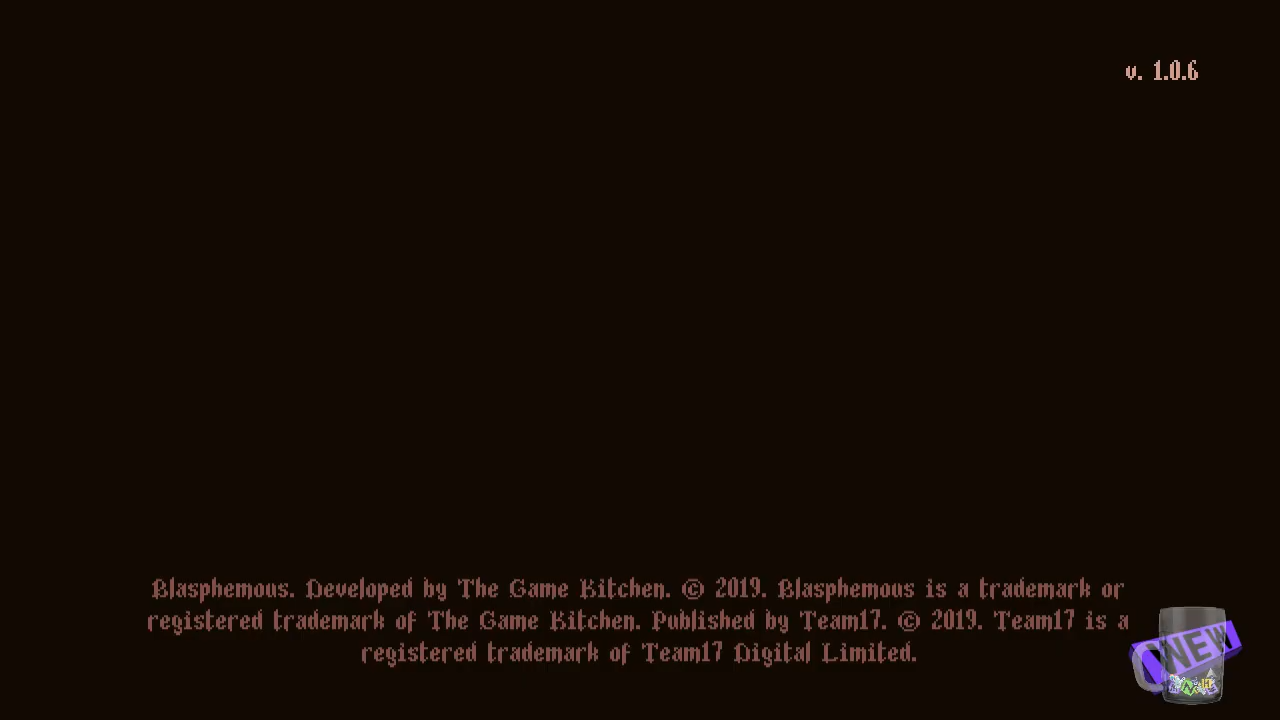 v. 1.0.6
Blasphemous. Developed by The Game Kitchen. © 2019. Blasphemous is a trademark or
registered trademark of The Game Kitchen. Published by Team17. © 2019. Team17 is a
registered trademark of Team17 Digital Limited.
NEW